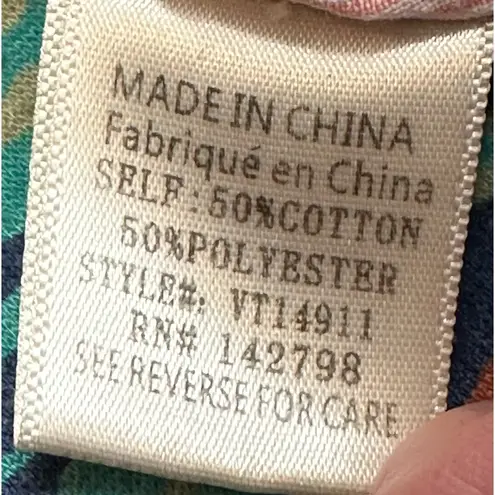 MADE IN CHINA
Fabriqué en China
SELF:50%COTTON
50%POLYESTER
STYLE#: VT14911
RN# 142798
SEE REVERSE FOR CARE